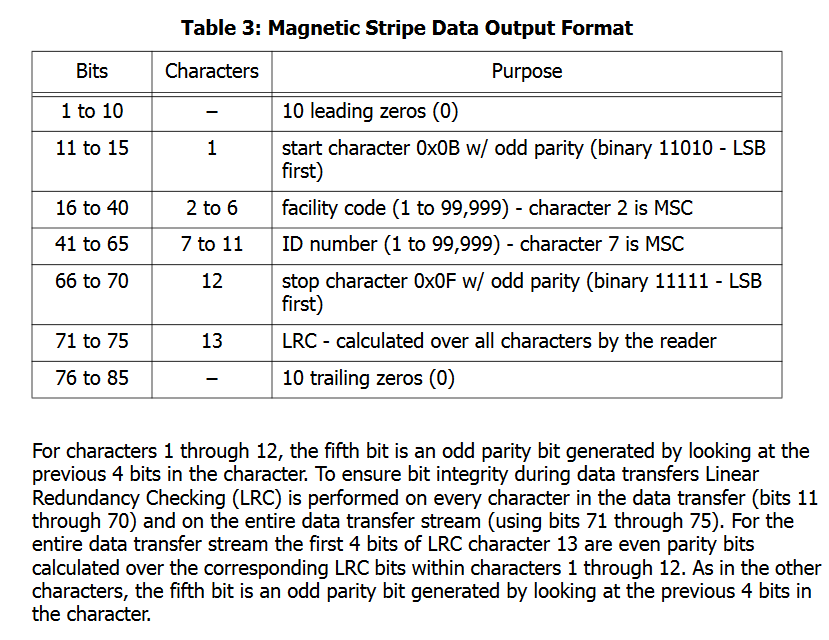 Table 3: Magnetic Stripe Data Output Format
Bits Characters Purpose
1 to 10 – 10 leading zeros (0)
11 to 15 1 start character 0x0B w/ odd parity (binary 11010 - LSB
first)
16 to 40 2 to 6 facility code (1 to 99,999) - character 2 is MSC
41 to 65 7 to 11 ID number (1 to 99,999) - character 7 is MSC
66 to 70 12 stop character 0x0F w/ odd parity (binary 11111 - LSB
first)
71 to 75 13 LRC - calculated over all characters by the reader
76 to 85 – 10 trailing zeros (0)
For characters 1 through 12, the fifth bit is an odd parity bit generated by looking at the
previous 4 bits in the character. To ensure bit integrity during data transfers Linear
Redundancy Checking (LRC) is performed on every character in the data transfer (bits 11
through 70) and on the entire data transfer stream (using bits 71 through 75). For the
entire data transfer stream the first 4 bits of LRC character 13 are even parity bits
calculated over the corresponding LRC bits within characters 1 through 12. As in the other
characters, the fifth bit is an odd parity bit generated by looking at the previous 4 bits in
the character.